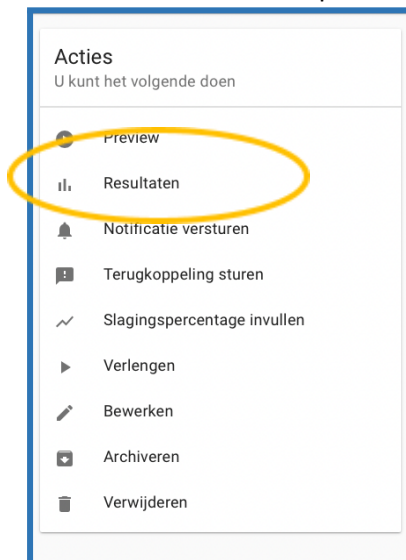 Acties
U kunt het volgende doen
Preview
Resultaten
Notificatie versturen
Terugkoppeling sturen
Slagingspercentage invullen
Verlengen
Bewerken
Archiveren
Verwijderen